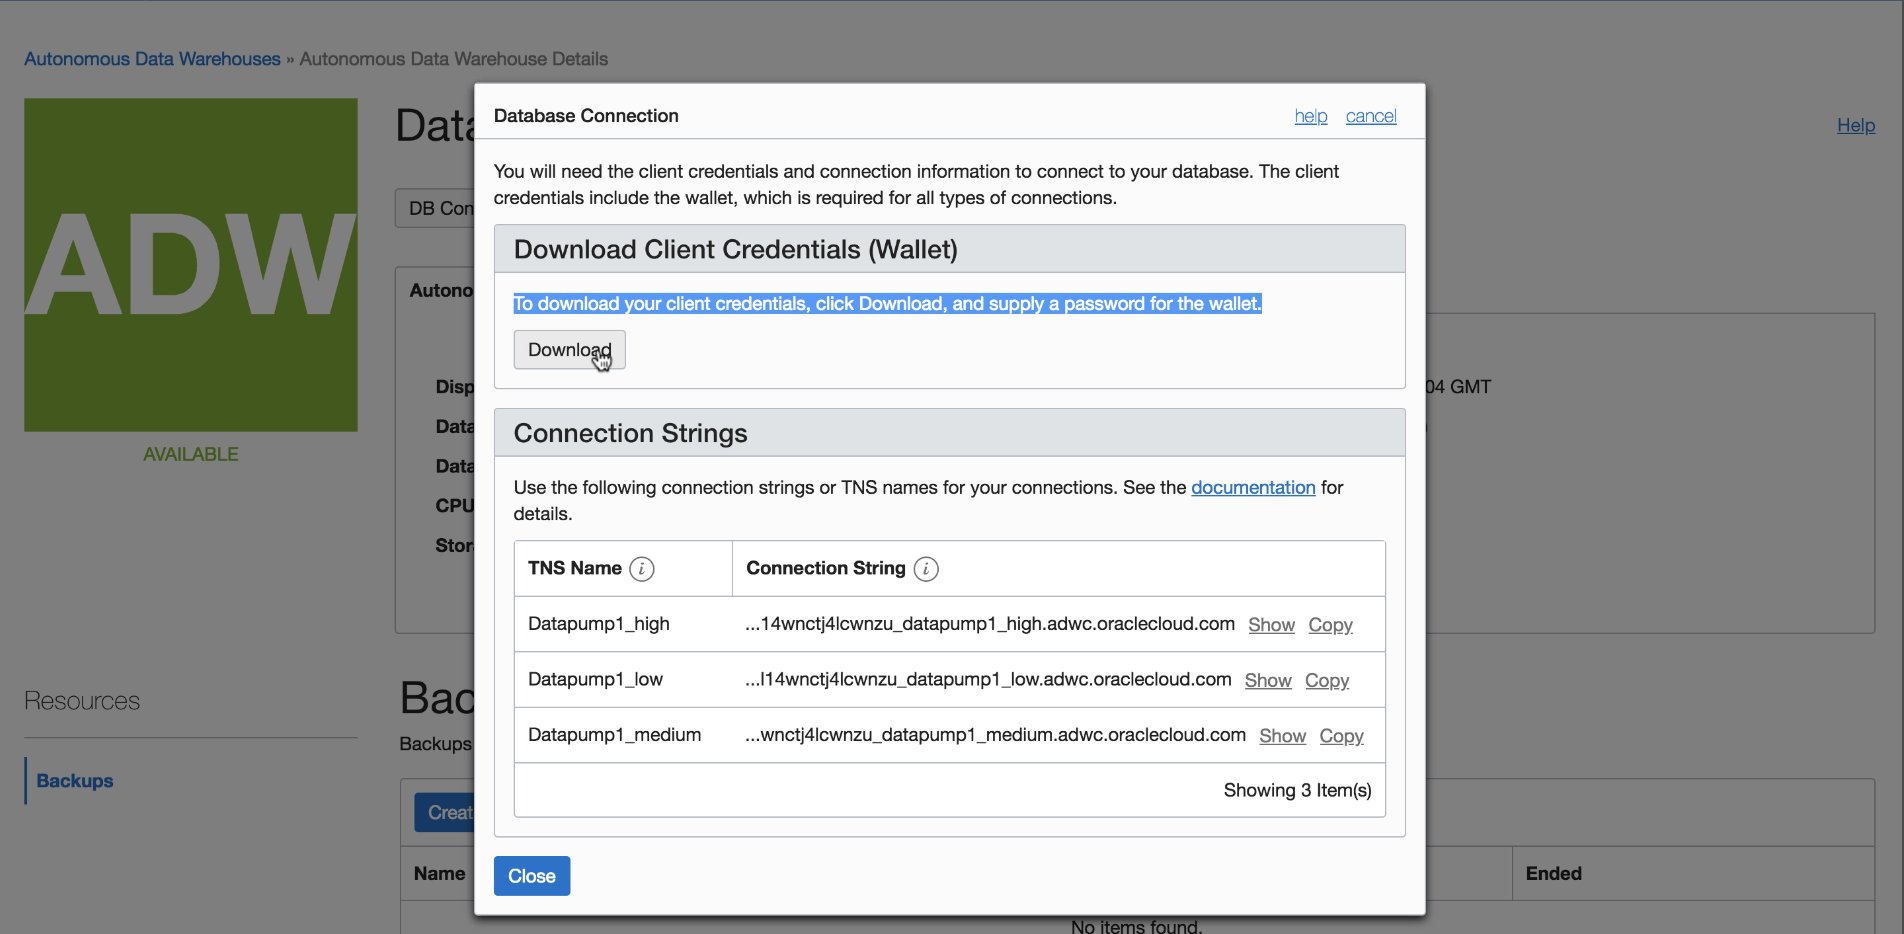 Autonomous Data Warehouses » Autonomous Data Warehouse Details
ADW
AVAILABLE
Help
DB Con
Autono
Disp
04 GMT
Data
Data
CPU
Stor
Resources
Backups
Bac
Backups
Creat
Name
Ended
No items found.
Database Connection
help cancel
You will need the client credentials and connection information to connect to your database. The client
credentials include the wallet, which is required for all types of connections.
Download Client Credentials (Wallet)
To download your client credentials, click Download, and supply a password for the wallet.
Download
Connection Strings
Use the following connection strings or TNS names for your connections. See the documentation for
details.
TNS Name i Connection String i
Datapump1_high ...14wnctj4lcwnzu_datapump1_high.adwc.oraclecloud.com Show Copy
Datapump1_low ...l14wnctj4lcwnzu_datapump1_low.adwc.oraclecloud.com Show Copy
Datapump1_medium ...wnctj4lcwnzu_datapump1_medium.adwc.oraclecloud.com Show Copy
Showing 3 Item(s)
Close